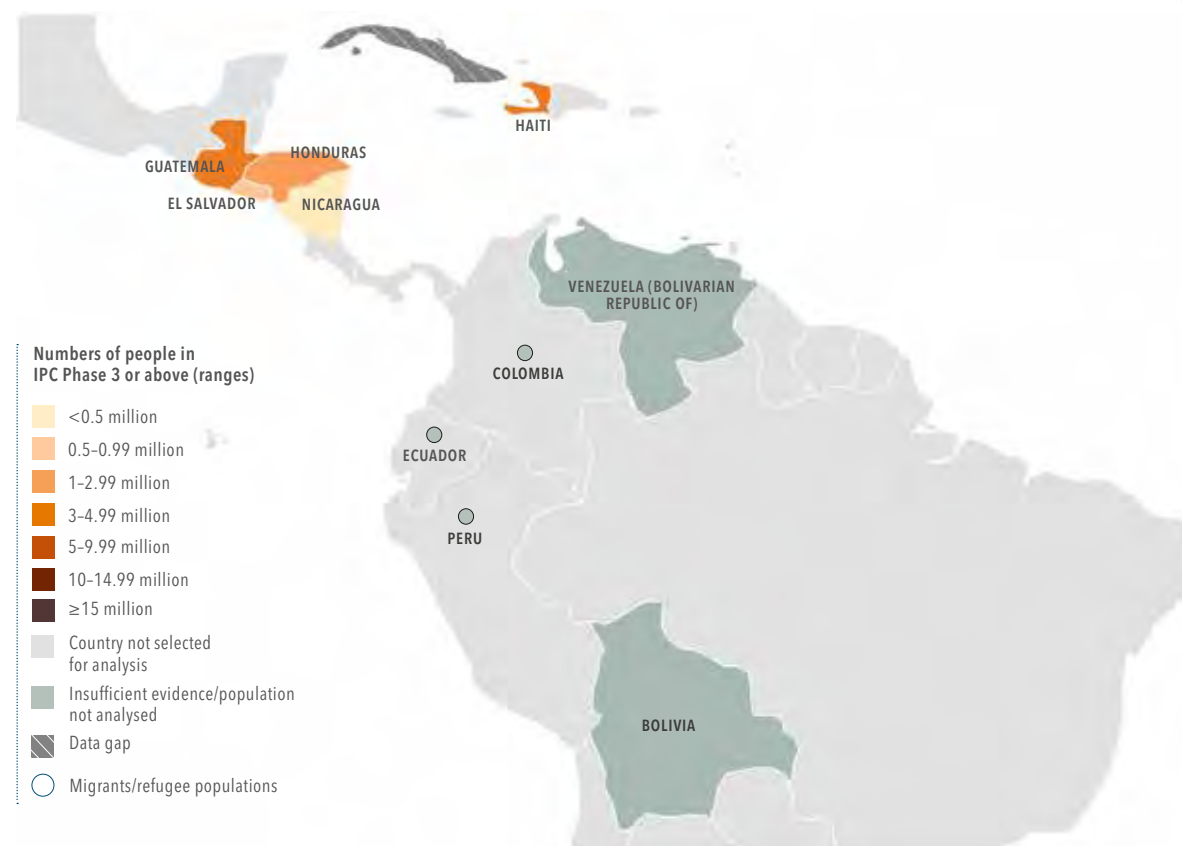 HAITI
HONDURAS
GUATEMALA
EL SALVADOR
NICARAGUA
VENEZUELA (BOLIVARIAN
REPUBLIC OF)
COLOMBIA
ECUADOR
PERU
BOLIVIA
Numbers of people in
IPC Phase 3 or above (ranges)
<0.5 million
0.5–0.99 million
1–2.99 million
3–4.99 million
5–9.99 million
10–14.99 million
≥15 million
Country not selected
for analysis
Insufficient evidence/population
not analysed
Data gap
Migrants/refugee populations